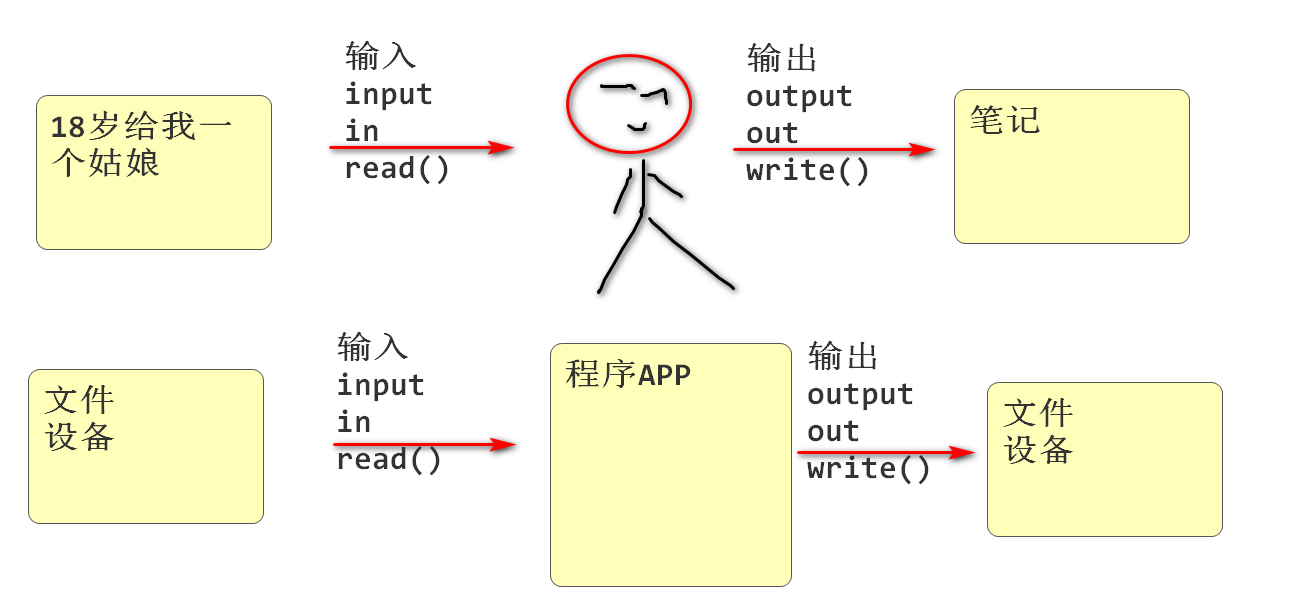 18岁给我一
个姑娘
输入
input
in
read()
输出
output
out
write()
笔记
文件
设备
输入
input
in
read()
程序APP
输出
output
out
write()
文件
设备